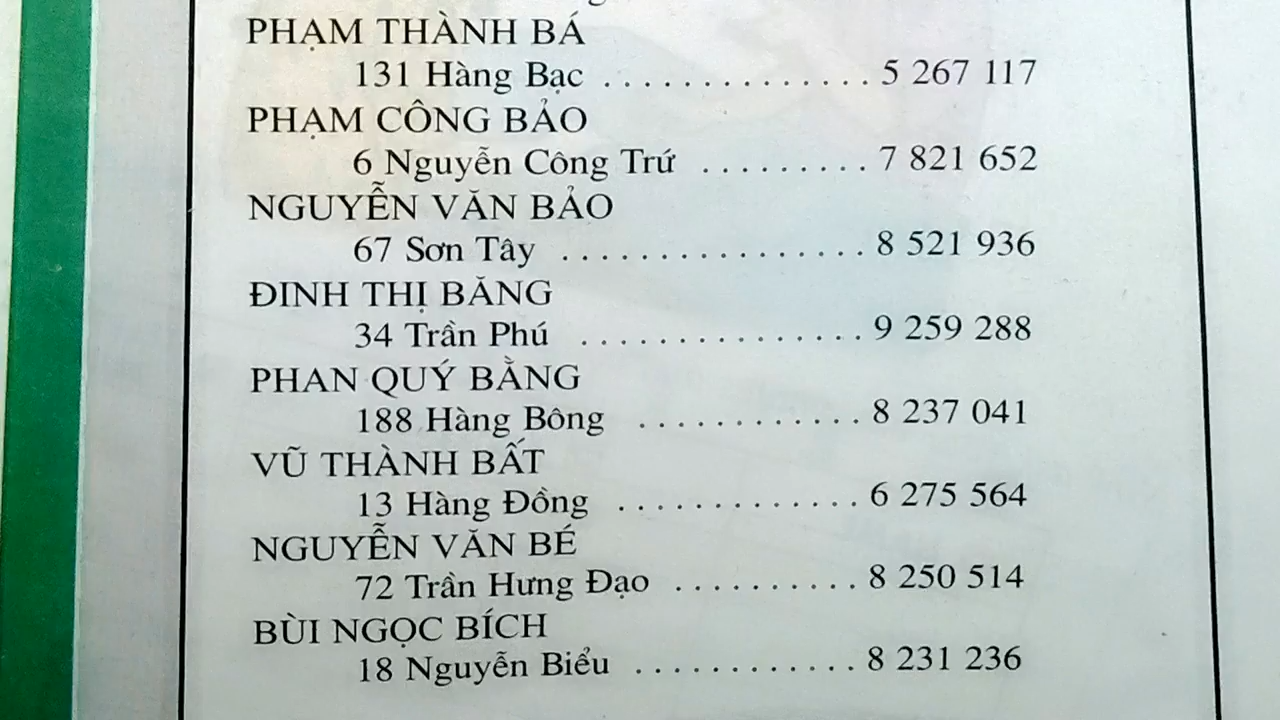 PHẠM THÀNH BÁ
131 Hàng Bạc .............. 5 267 117
PHẠM CÔNG BẢO
6 Nguyễn Công Trứ ......... 7 821 652
NGUYỄN VĂN BẢO
67 Sơn Tây ................ 8 521 936
ĐINH THỊ BĂNG
34 Trần Phú ............... 9 259 288
PHAN QUÝ BẰNG
188 Hàng Bông ............ 8 237 041
VŨ THÀNH BẤT
13 Hàng Đồng ............. 6 275 564
NGUYỄN VĂN BÉ
72 Trần Hưng Đạo .......... 8 250 514
BÙI NGỌC BÍCH
18 Nguyễn Biểu ............ 8 231 236